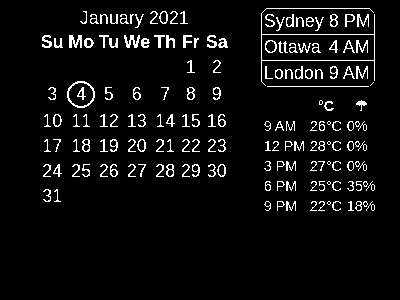 January 2021
Su Mo Tu We Th Fr Sa
1 2
3 4 5 6 7 8 9
10 11 12 13 14 15 16
17 18 19 20 21 22 23
24 25 26 27 28 29 30
31
Sydney 8 PM
Ottawa 4 AM
London 9 AM
°C ☂
9 AM 26°C 0%
12 PM 28°C 0%
3 PM 27°C 0%
6 PM 25°C 35%
9 PM 22°C 18%